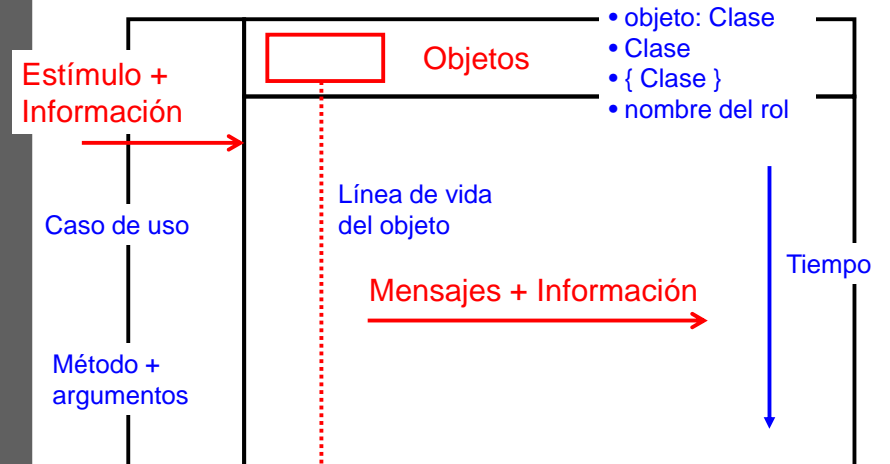 • objeto: Clase
• Clase
• { Clase }
• nombre del rol
Objetos
Estímulo +
Información
Línea de vida
del objeto
Caso de uso
Tiempo
Mensajes + Información
Método +
argumentos